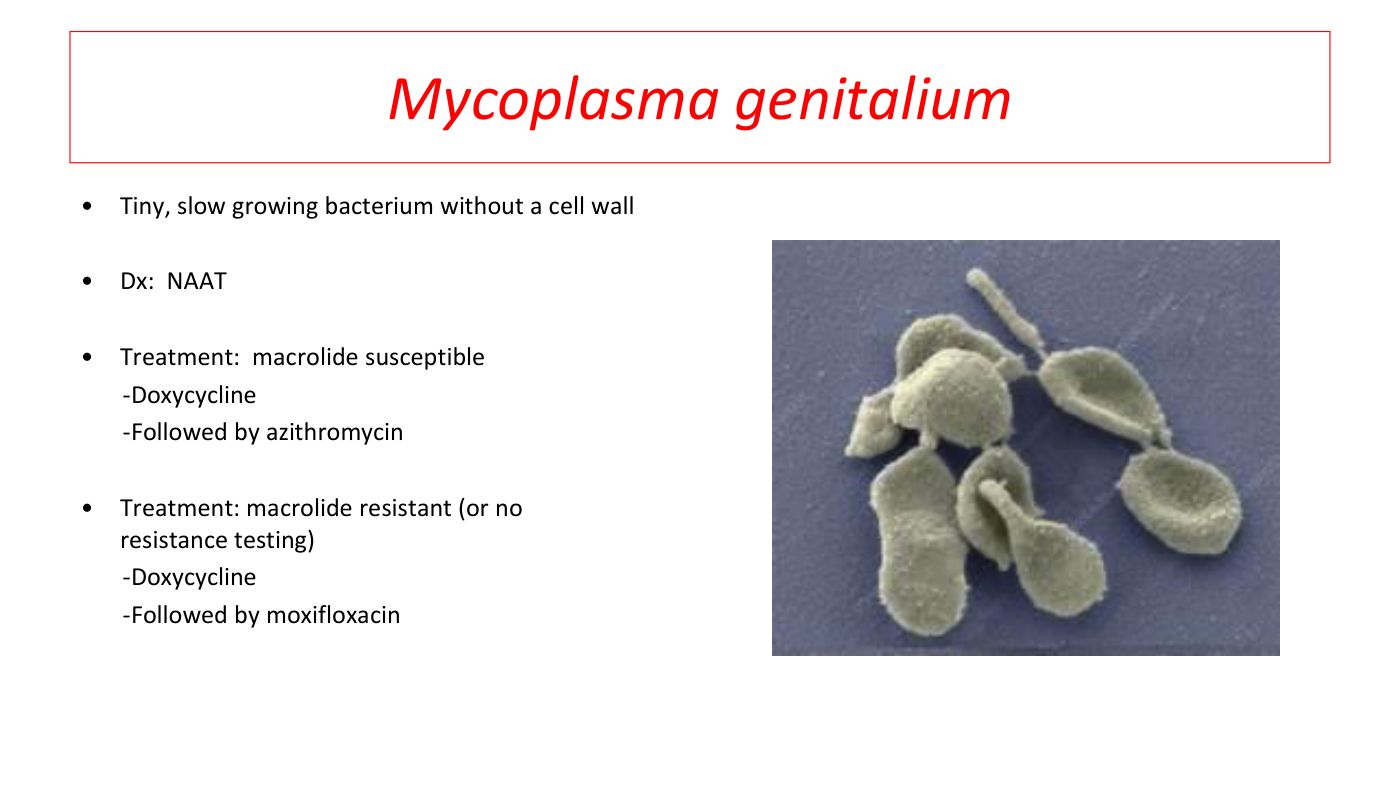 Mycoplasma genitalium
• Tiny, slow growing bacterium without a cell wall
• Dx:  NAAT
• Treatment:  macrolide susceptible
-Doxycycline
-Followed by azithromycin
• Treatment: macrolide resistant (or no
resistance testing)
-Doxycycline
-Followed by moxifloxacin